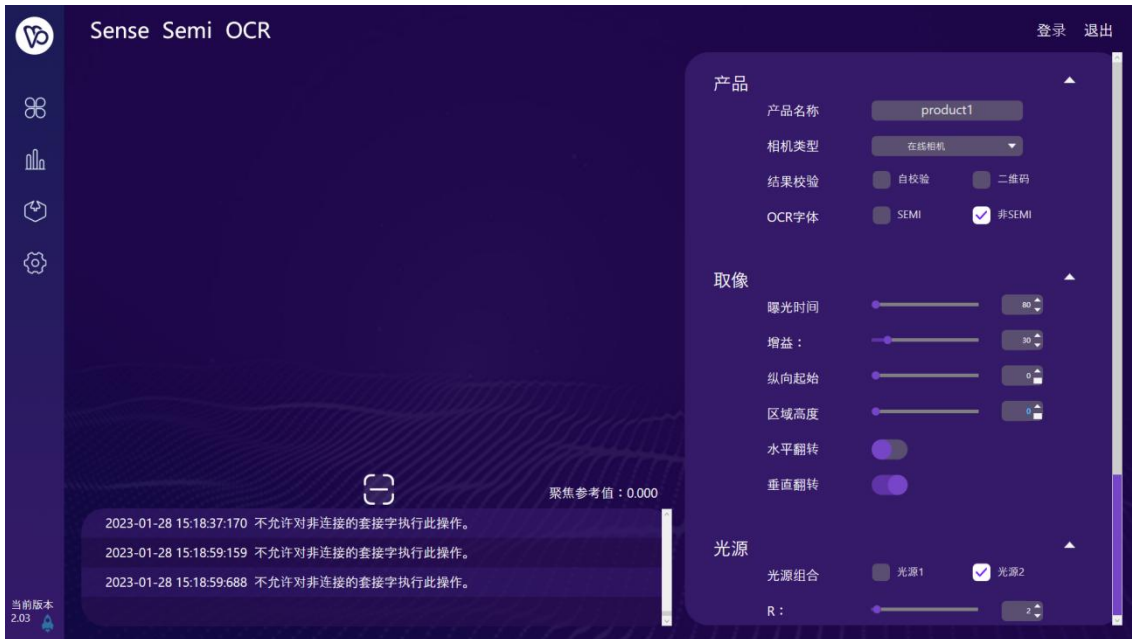 Sense Semi OCR
登录 退出
产品
产品名称 product1
相机类型 在线相机
结果校验 自校验 二维码
OCR字体 SEMI 非SEMI
取像
曝光时间 80
增益： 30
纵向起始 0
区域高度 0
水平翻转
垂直翻转
聚焦参考值：0.000
2023-01-28 15:18:37:170 不允许对非连接的套接字执行此操作。
2023-01-28 15:18:59:159 不允许对非连接的套接字执行此操作。
2023-01-28 15:18:59:688 不允许对非连接的套接字执行此操作。
光源
光源组合 光源1 光源2
R： 2
当前版本
2.03